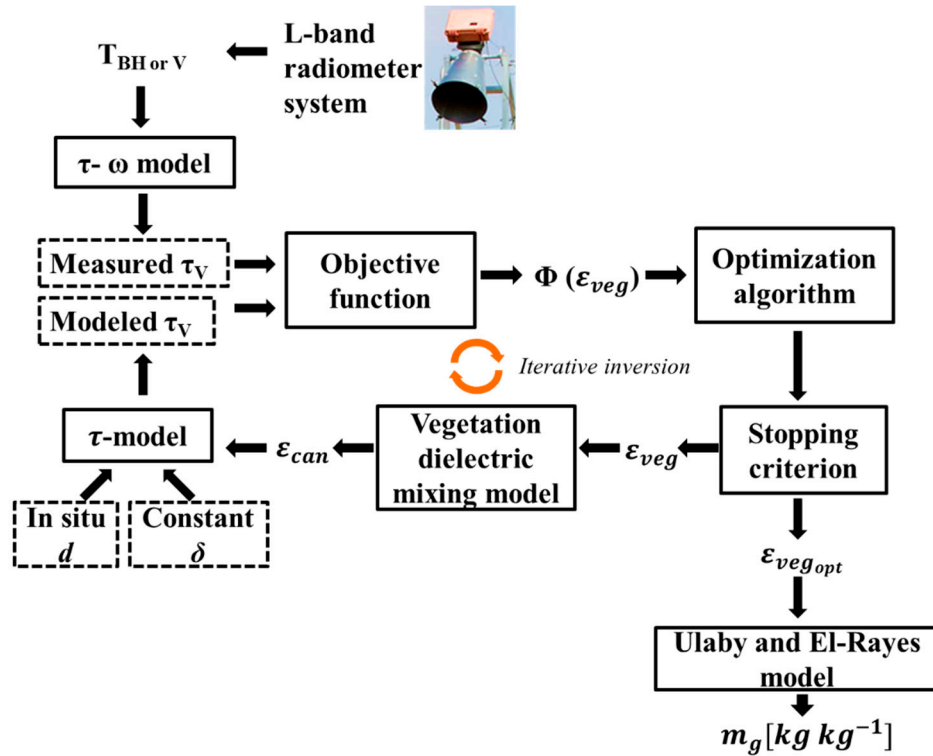 L-band
radiometer
system
T_BH or V
τ- ω model
Measured τ_V
Modeled τ_V
Objective
function
Φ (ε_veg)
Optimization
algorithm
Iterative inversion
τ-model
ε_can
Vegetation
dielectric
mixing model
ε_veg
Stopping
criterion
In situ
d
Constant
δ
ε_veg_opt
Ulaby and El-Rayes
model
m_g[kg kg⁻¹]